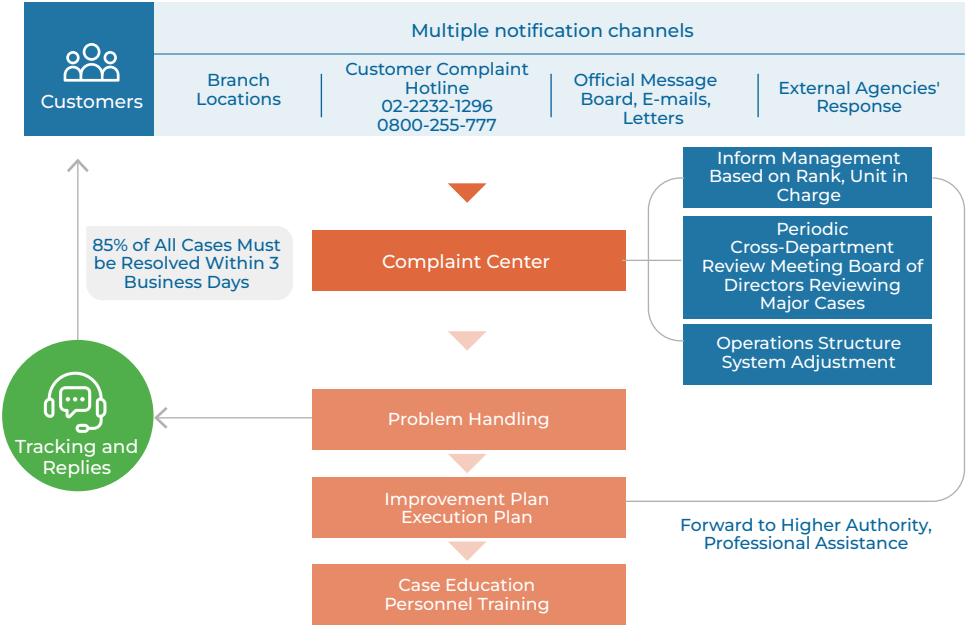 Multiple notification channels
Customers
Branch
Locations
Customer Complaint
Hotline
02-2232-1296
0800-255-777
Official Message
Board, E-mails,
Letters
External Agencies'
Response
85% of All Cases Must
be Resolved Within 3
Business Days
Complaint Center
Inform Management
Based on Rank, Unit in
Charge
Periodic
Cross-Department
Review Meeting Board of
Directors Reviewing
Major Cases
Operations Structure
System Adjustment
Tracking and
Replies
Problem Handling
Improvement Plan
Execution Plan
Forward to Higher Authority,
Professional Assistance
Case Education
Personnel Training